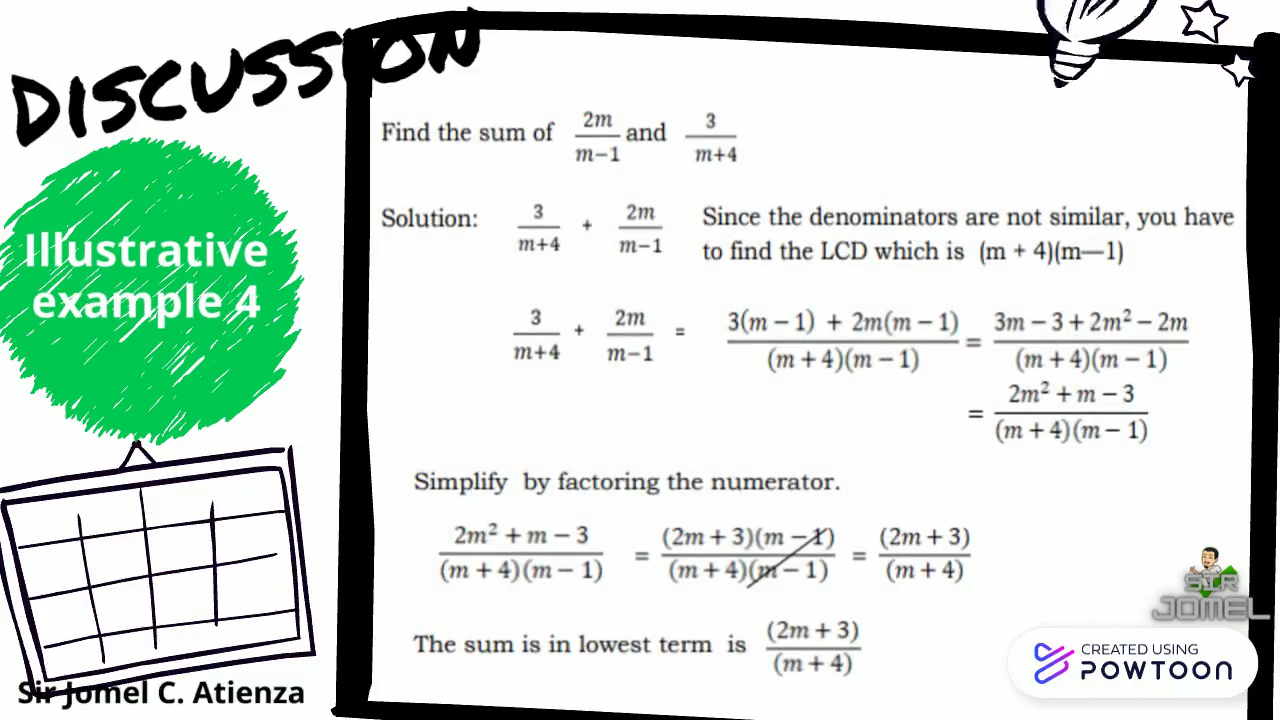 DISCUSSION
Illustrative
example 4
Sir Jomel C. Atienza
Find the sum of 2m/(m−1) and 3/(m+4)
Solution: 3/(m+4) + 2m/(m−1) Since the denominators are not similar, you have
to find the LCD which is (m + 4)(m—1)
3/(m+4) + 2m/(m−1) = (3(m − 1) + 2m(m − 1))/((m + 4)(m − 1)) = (3m − 3 + 2m² − 2m)/((m + 4)(m − 1))
= (2m² + m − 3)/((m + 4)(m − 1))
Simplify by factoring the numerator.
(2m² + m − 3)/((m + 4)(m − 1)) = ((2m + 3)(m − 1))/((m + 4)(m − 1)) = (2m + 3)/(m + 4)
The sum is in lowest term is (2m + 3)/(m + 4)
SIR
JOMEL
CREATED USING
POWTOON